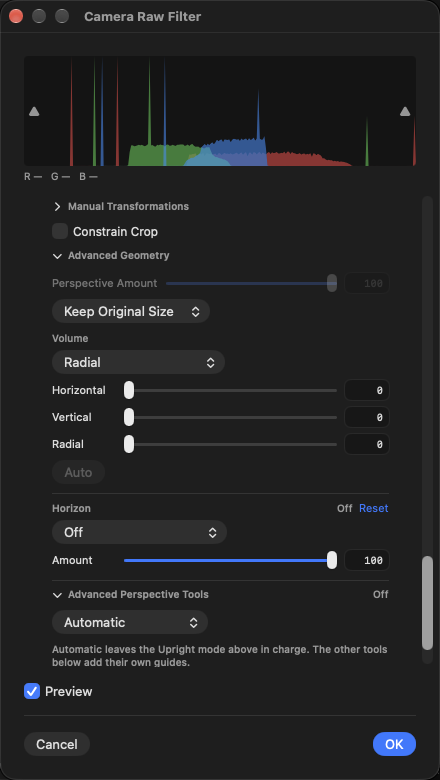 Camera Raw Filter
R — G — B —
Manual Transformations
Constrain Crop
Advanced Geometry
Perspective Amount 100
Keep Original Size
Volume
Radial
Horizontal 0
Vertical 0
Radial 0
Auto
Horizon Off Reset
Off
Amount 100
Advanced Perspective Tools Off
Automatic
Automatic leaves the Upright mode above in charge. The other tools
below add their own guides.
Preview
Cancel OK